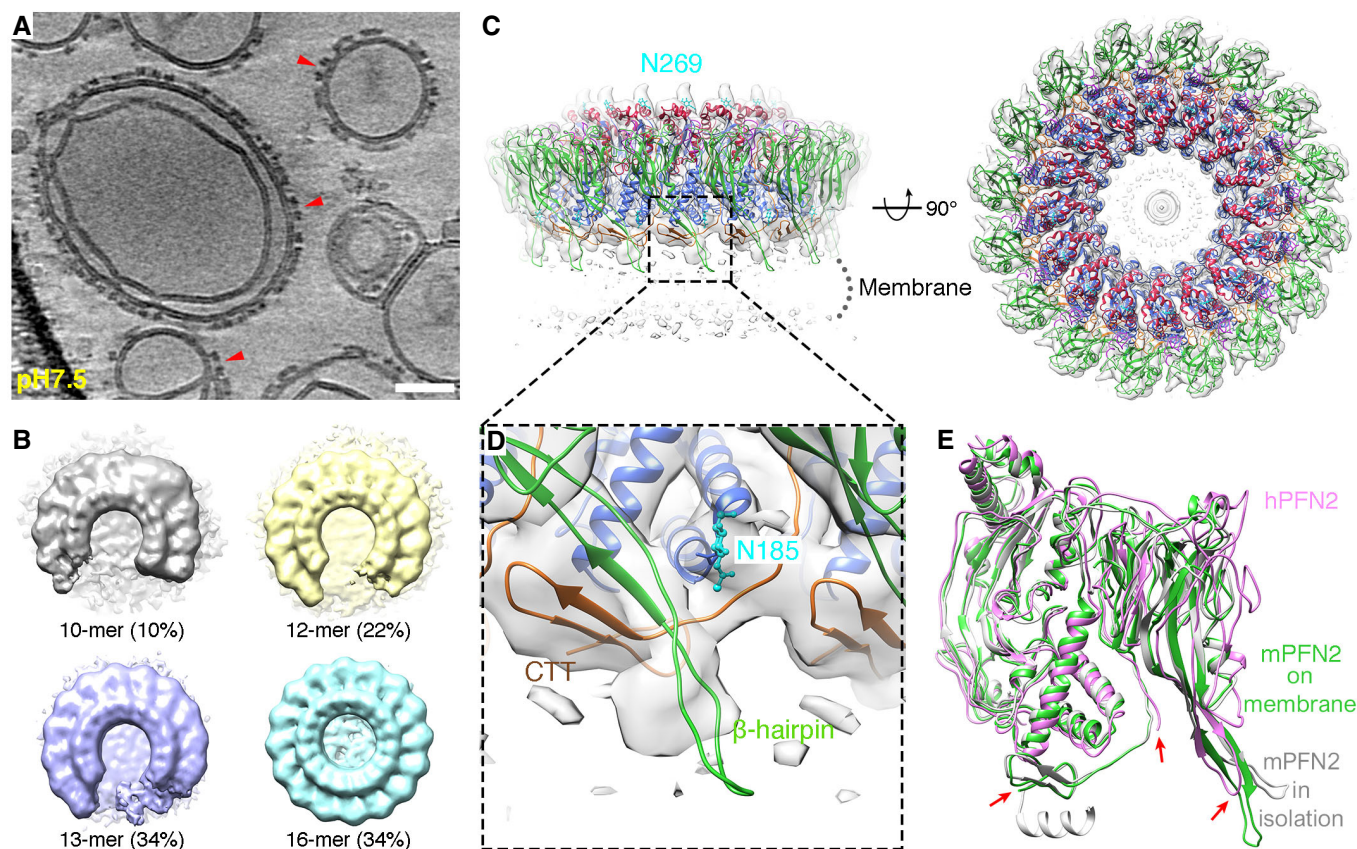 A
pH7.5
B
10-mer (10%)
12-mer (22%)
13-mer (34%)
16-mer (34%)
C
N269
90°
Membrane
D
N185
CTT
β-hairpin
E
hPFN2
mPFN2
on
membrane
mPFN2
in
isolation